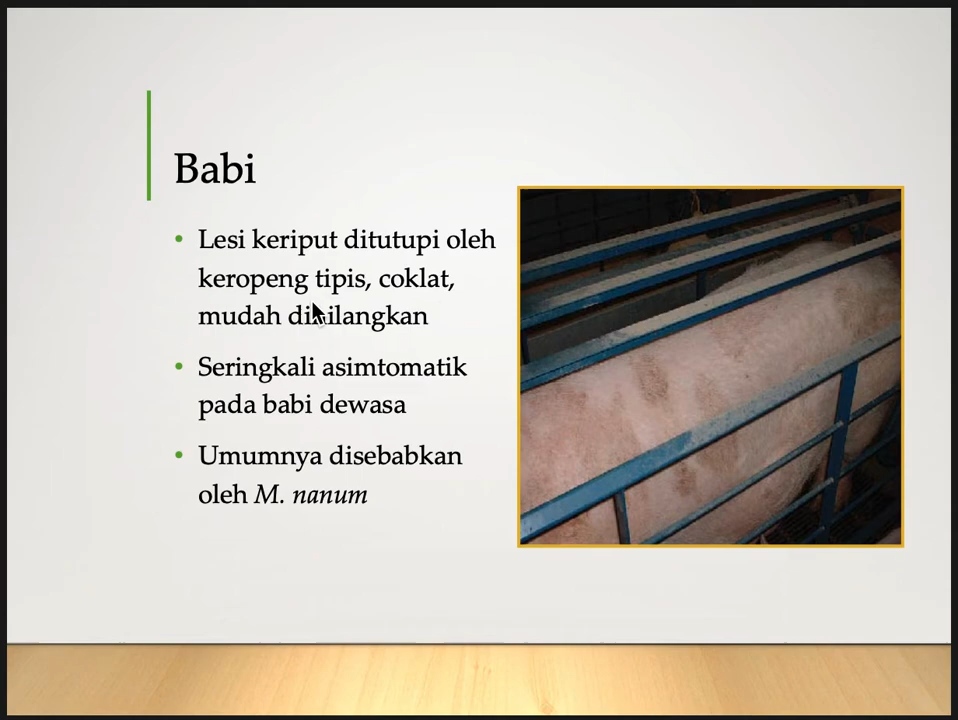 Babi
• Lesi keriput ditutupi oleh
keropeng tipis, coklat,
mudah dihilangkan
• Seringkali asimtomatik
pada babi dewasa
• Umumnya disebabkan
oleh M. nanum